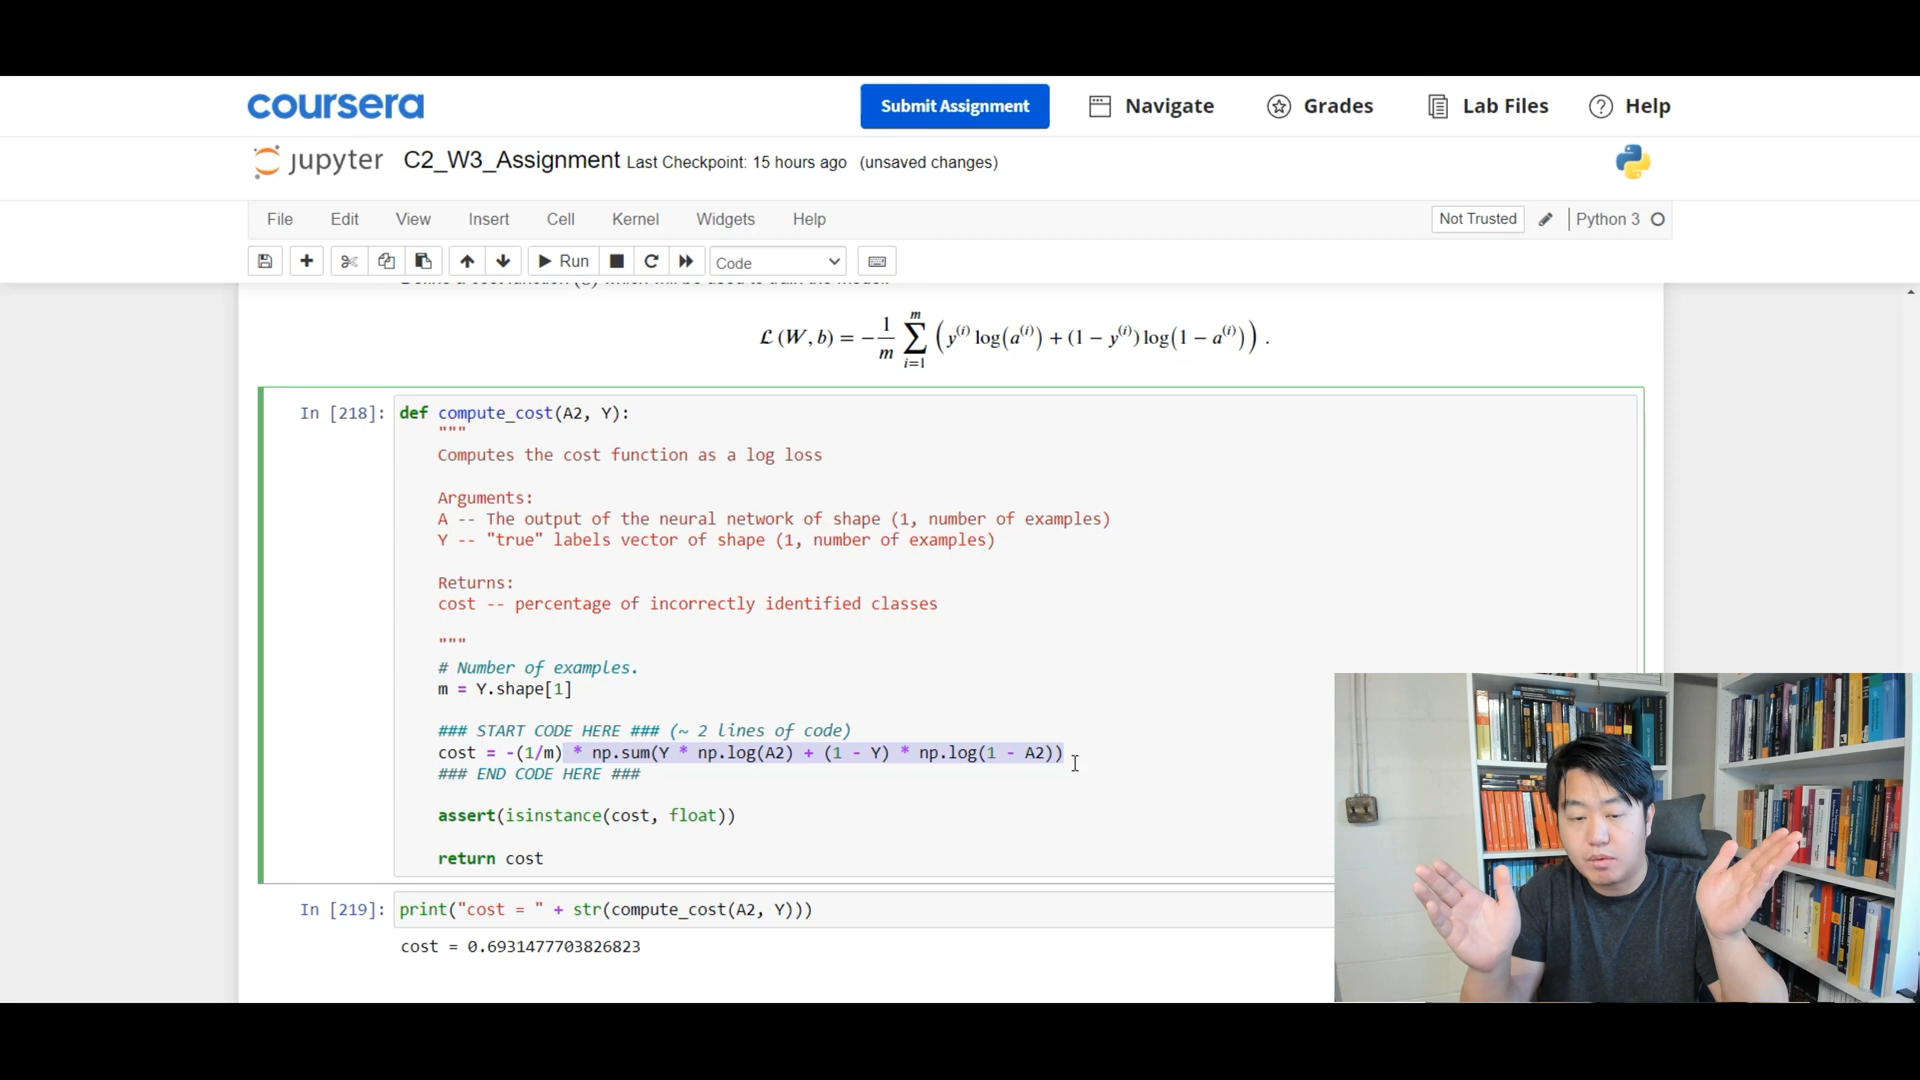 coursera
Submit Assignment
Navigate
Grades
Lab Files
Help
jupyter C2_W3_Assignment Last Checkpoint: 15 hours ago (unsaved changes)
File Edit View Insert Cell Kernel Widgets Help
Not Trusted
Python 3
Run
Code
ℒ (W, b) = −1/m ∑_{i=1}^{m} (y^(i) log(a^(i)) + (1 − y^(i)) log(1 − a^(i))) .
In [218]: def compute_cost(A2, Y):
"""
Computes the cost function as a log loss
Arguments:
A -- The output of the neural network of shape (1, number of examples)
Y -- "true" labels vector of shape (1, number of examples)
Returns:
cost -- percentage of incorrectly identified classes
"""
# Number of examples.
m = Y.shape[1]
### START CODE HERE ### (~ 2 lines of code)
cost = -(1/m) * np.sum(Y * np.log(A2) + (1 - Y) * np.log(1 - A2))
### END CODE HERE ###
assert(isinstance(cost, float))
return cost
In [219]: print("cost = " + str(compute_cost(A2, Y)))
cost = 0.6931477703826823